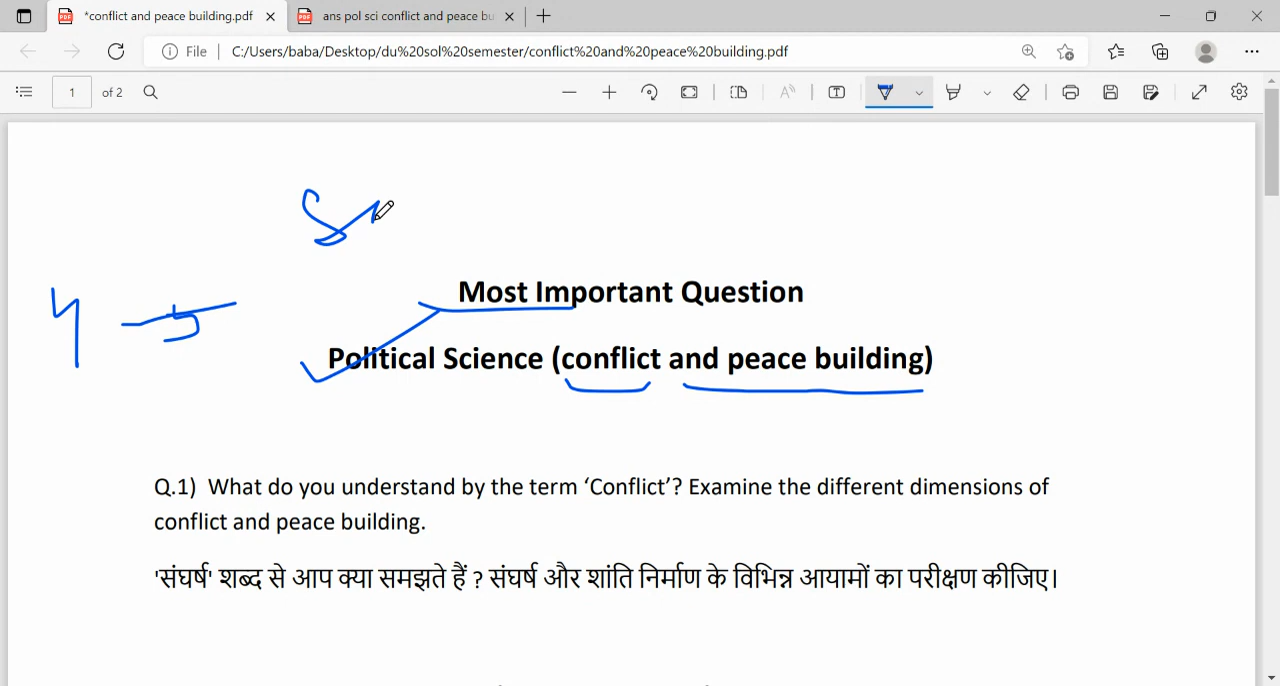 *conflict and peace building.pdf
ans pol sci conflict and peace bu
File
C:/Users/baba/Desktop/du%20sol%20semester/conflict%20and%20peace%20building.pdf
1 of 2
Most Important Question
Political Science (conflict and peace building)
Q.1) What do you understand by the term ‘Conflict’? Examine the different dimensions of
conflict and peace building.
'संघर्ष' शब्द से आप क्या समझते हैं ? संघर्ष और शांति निर्माण के विभिन्न आयामों का परीक्षण कीजिए।